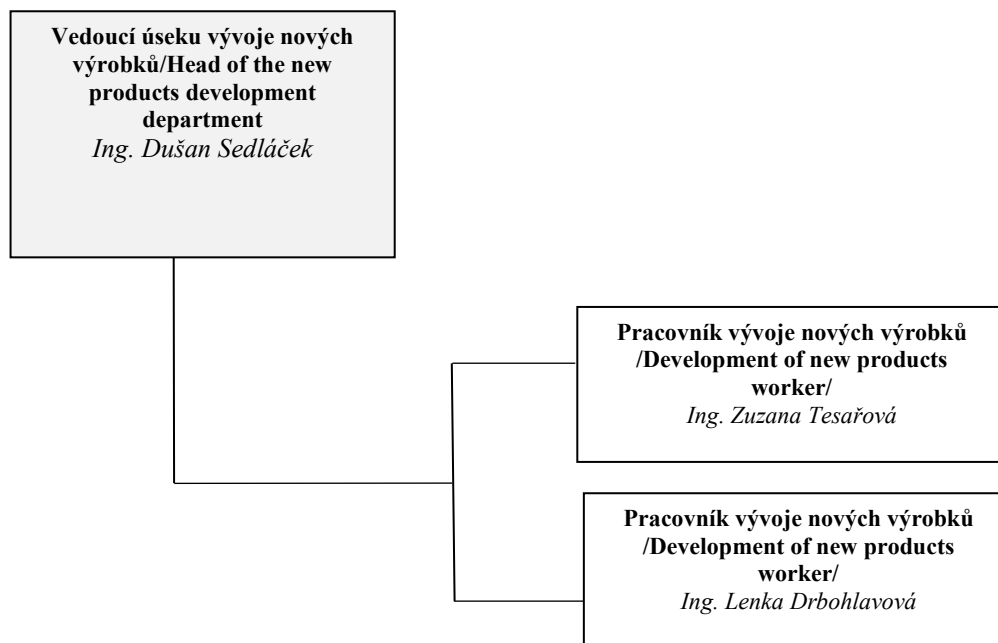 Vedoucí úseku vývoje nových
výrobků/Head of the new
products development
department
Ing. Dušan Sedláček
Pracovník vývoje nových výrobků
/Development of new products
worker/
Ing. Zuzana Tesařová
Pracovník vývoje nových výrobků
/Development of new products
worker/
Ing. Lenka Drbohlavová